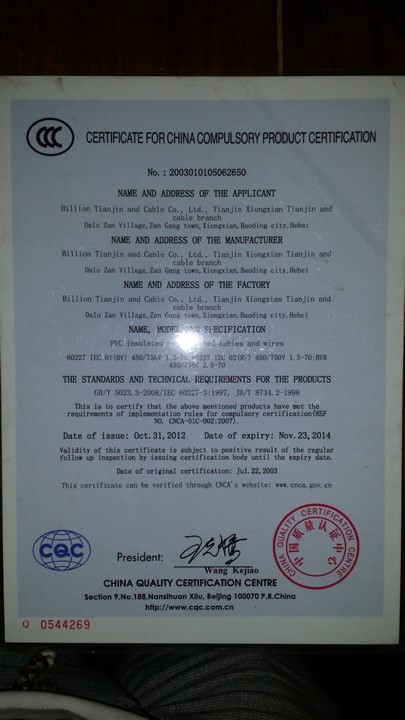 CCC
CERTIFICATE FOR CHINA COMPULSORY PRODUCT CERTIFICATION
No. : 2003010105062650
NAME AND ADDRESS OF THE APPLICANT
Billion Tianjin and Cable Co., Ltd., Tianjin Xiongxian Tianjin and
cable branch
Dalu Zan Village, Zan Gang town, Xiongxian, Baoding city, Hebei
NAME AND ADDRESS OF THE MANUFACTURER
Billion Tianjin and Cable Co., Ltd., Tianjin Xiongxian Tianjin and
cable branch
Dalu Zan Village, Zan Gang town, Xiongxian, Baoding city, Hebei
NAME AND ADDRESS OF THE FACTORY
Billion Tianjin and Cable Co., Ltd., Tianjin Xiongxian Tianjin and
cable branch
Dalu Zan Village, Zan Gang town, Xiongxian, Baoding city, Hebei
NAME, MODEL AND SPECIFICATION
PVC insulated cables and wires
60227 IEC 01(BV) 450/750V 1.5-70 60227 IEC 02(RV) 450/750V 1.5-70;BVR
450/750V 2.5-70
THE STANDARDS AND TECHNICAL REQUIREMENTS FOR THE PRODUCTS
GB/T 5023.3-2008/IEC 60227-3:1997, JB/T 8734.2-1998
This is to certify that the above mentioned products have met the
requirements of implementation rules for compulsory certification(REF
NO. CNCA-01C-002:2007).
Date of issue: Oct.31,2012 Date of expiry: Nov.23,2014
Validity of this certificate is subject to positive result of the regular
follow up inspection by issuing certification body until the expiry date.
Date of original certification: Jul.22,2003
This certificate can be verified through CNCA's website: www.cnca.gov.cn
CQC
President:
Wang Kejiao
CHINA QUALITY CERTIFICATION CENTRE
中国质量认证中心
CHINA QUALITY CERTIFICATION CENTRE
Section 9, No.188, Nansihuan Xilu, Beijing 100070 P.R.China
http://www.cqc.com.cn
Q 0544269